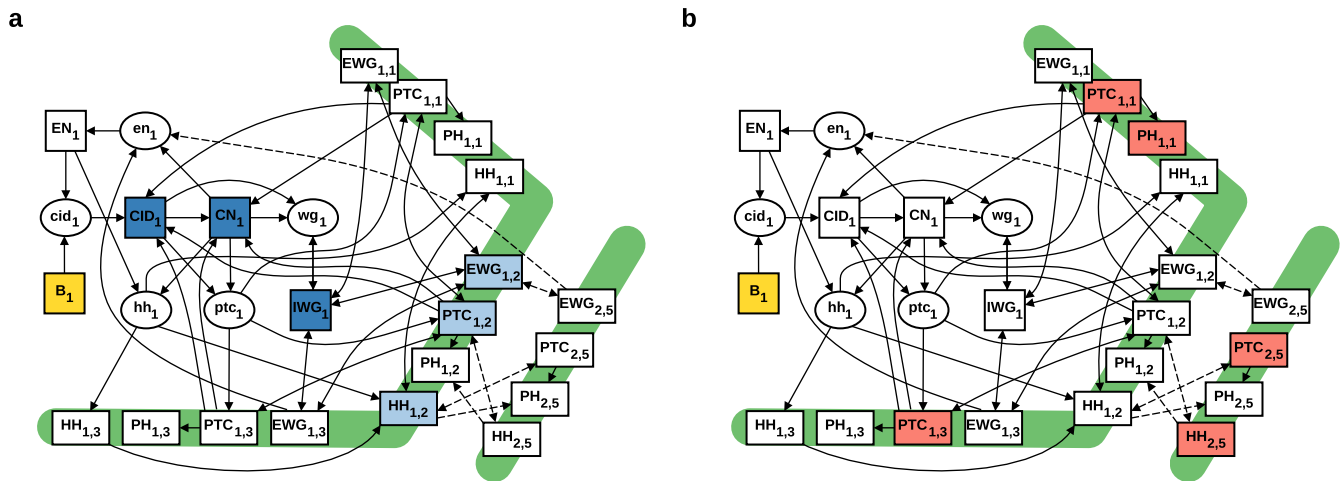 a
EWG1,1
PTC1,1
PH1,1
HH1,1
EN1
en1
cid1
CID1
CN1
wg1
B1
hh1
ptc1
IWG1
EWG1,2
PTC1,2
PH1,2
HH1,2
EWG2,5
PTC2,5
PH2,5
HH2,5
HH1,3
PH1,3
PTC1,3
EWG1,3
b
EWG1,1
PTC1,1
PH1,1
HH1,1
EN1
en1
cid1
CID1
CN1
wg1
B1
hh1
ptc1
IWG1
EWG1,2
PTC1,2
PH1,2
HH1,2
EWG2,5
PTC2,5
PH2,5
HH2,5
HH1,3
PH1,3
PTC1,3
EWG1,3